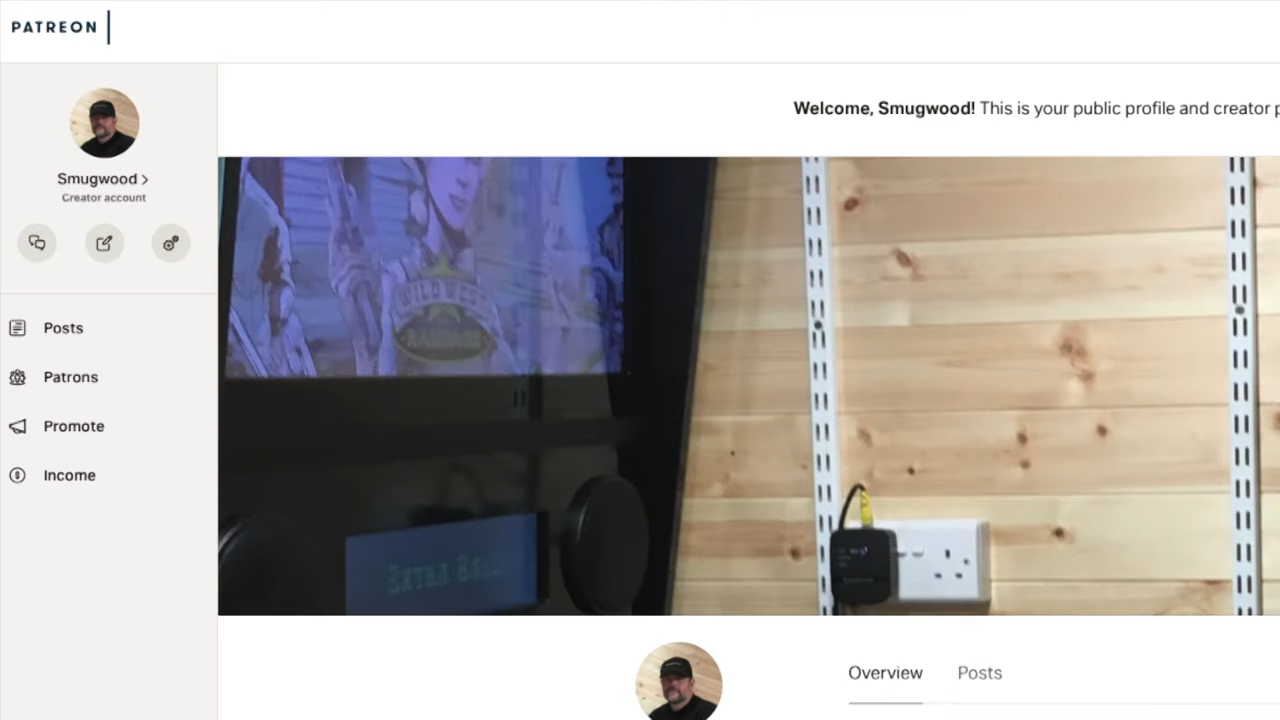 PATREON
Welcome, Smugwood! This is your public profile and creator p
Smugwood
Creator account
Posts
Patrons
Promote
Income
WILD WEST
RAMPAGE
EXTRA BALL
Overview Posts